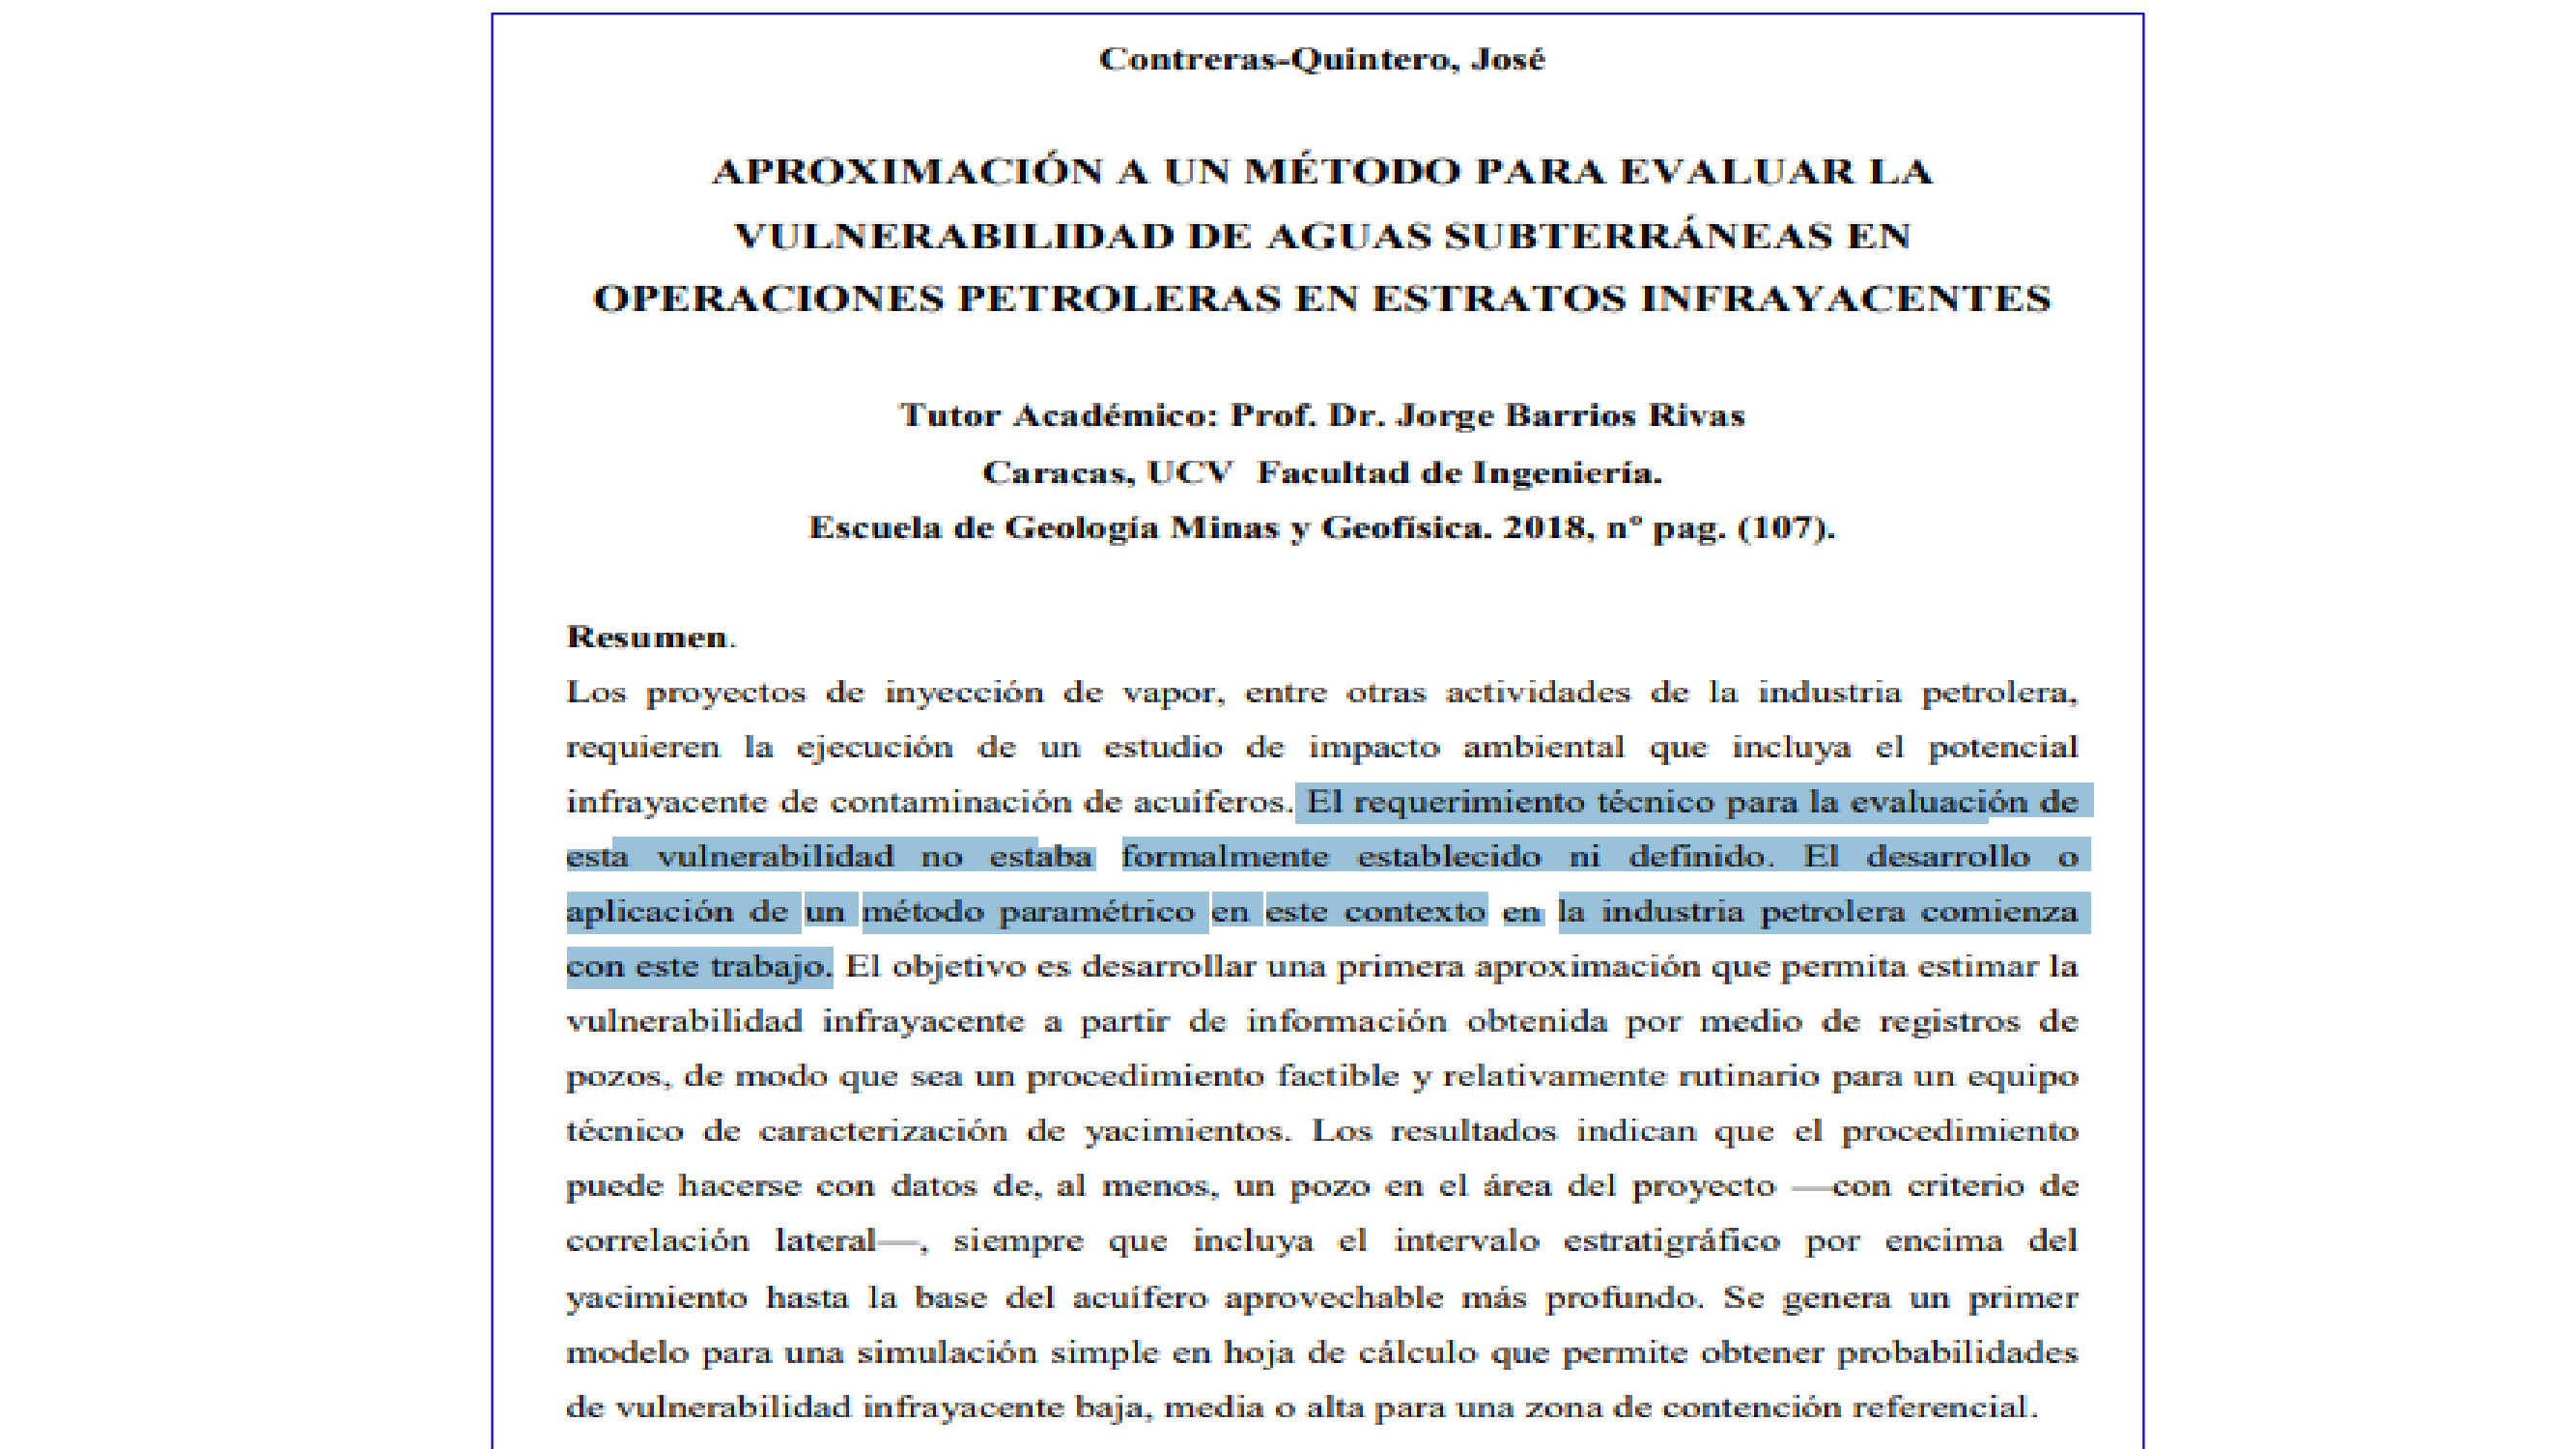 Contreras-Quintero, José
APROXIMACIÓN A UN MÉTODO PARA EVALUAR LA
VULNERABILIDAD DE AGUAS SUBTERRÁNEAS EN
OPERACIONES PETROLERAS EN ESTRATOS INFRAYACENTES
Tutor Académico: Prof. Dr. Jorge Barrios Rivas
Caracas, UCV Facultad de Ingeniería.
Escuela de Geología Minas y Geofísica. 2018, nº pag. (107).
Resumen.
Los proyectos de inyección de vapor, entre otras actividades de la industria petrolera,
requieren la ejecución de un estudio de impacto ambiental que incluya el potencial
infrayacente de contaminación de acuíferos. El requerimiento técnico para la evaluación de
esta vulnerabilidad no estaba formalmente establecido ni definido. El desarrollo o
aplicación de un método paramétrico en este contexto en la industria petrolera comienza
con este trabajo. El objetivo es desarrollar una primera aproximación que permita estimar la
vulnerabilidad infrayacente a partir de información obtenida por medio de registros de
pozos, de modo que sea un procedimiento factible y relativamente rutinario para un equipo
técnico de caracterización de yacimientos. Los resultados indican que el procedimiento
puede hacerse con datos de, al menos, un pozo en el área del proyecto —con criterio de
correlación lateral—, siempre que incluya el intervalo estratigráfico por encima del
yacimiento hasta la base del acuífero aprovechable más profundo. Se genera un primer
modelo para una simulación simple en hoja de cálculo que permite obtener probabilidades
de vulnerabilidad infrayacente baja, media o alta para una zona de contención referencial.